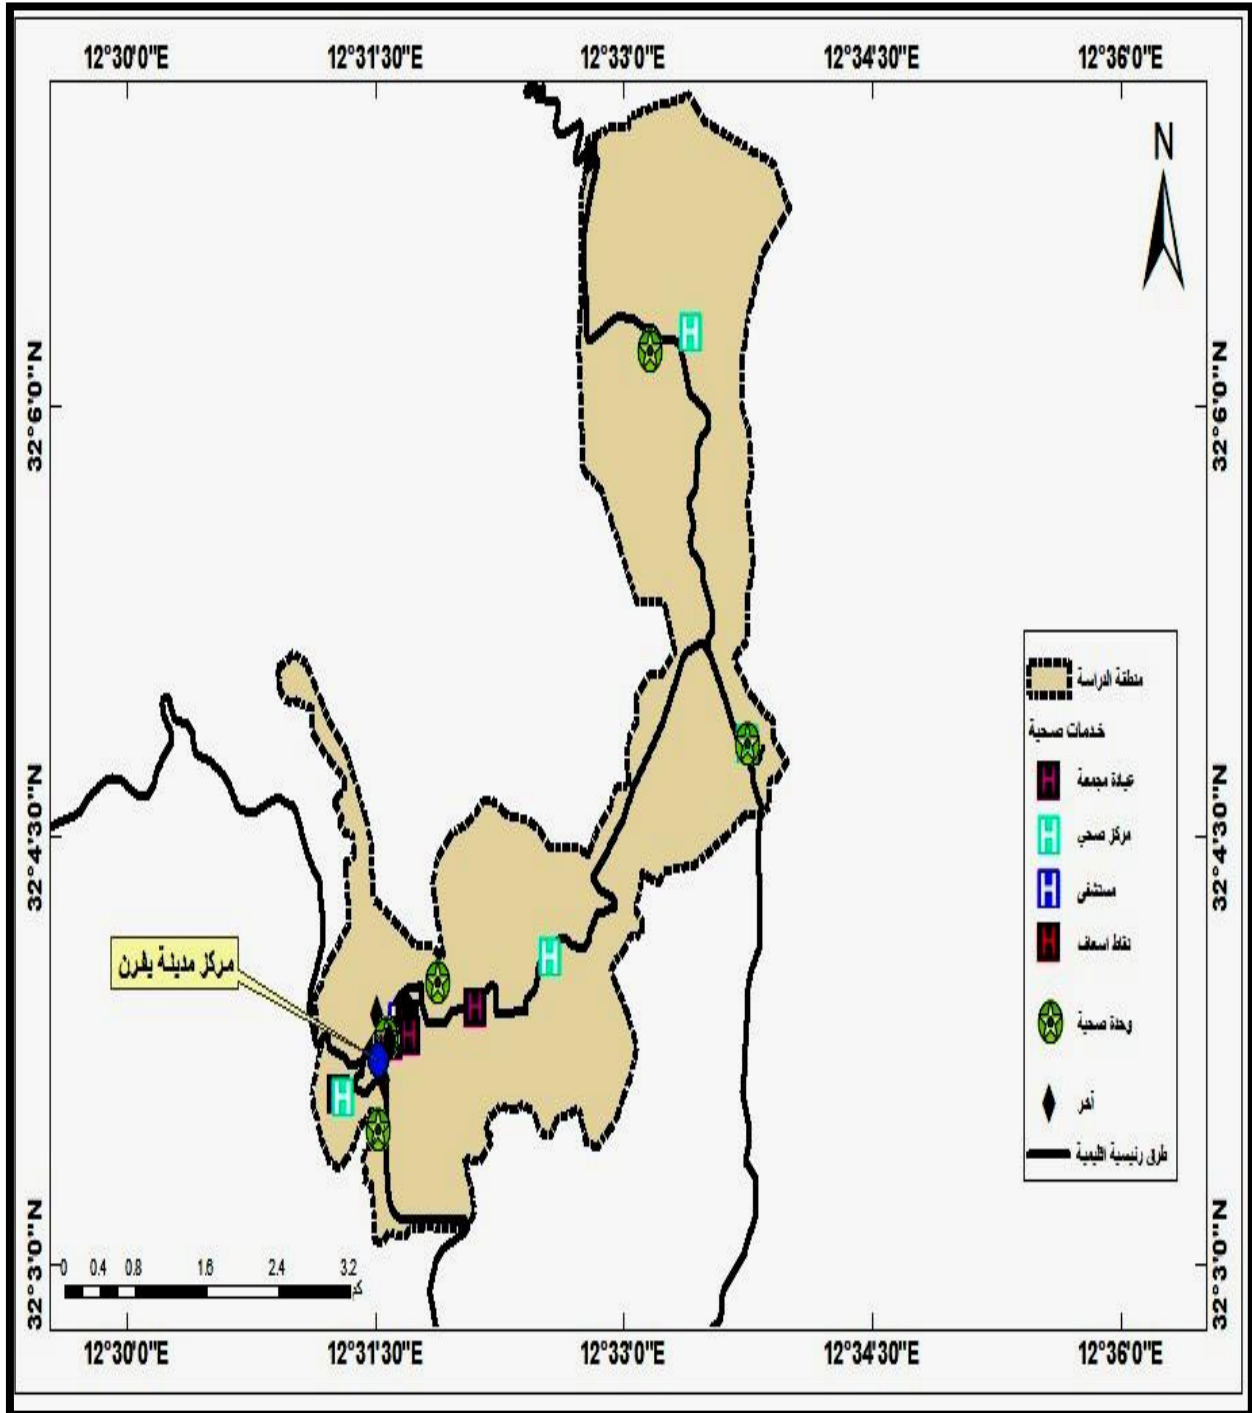 12°30'0"E 12°31'30"E 12°33'0"E 12°34'30"E 12°36'0"E
N
32°6'0"N 32°6'0"N
منطقة الدراسة
خدمات صحية
عيادة مجمعة
32°4'30"N 32°4'30"N
مركز صحي
مستشفى
نقاط اسعاف
مركز مدينة يفرن
وحدة صحية
أخر
طرق رئيسية اقليمية
32°3'0"N 32°3'0"N
0 0.4 0.8 1.6 2.4 3.2
كم
12°30'0"E 12°31'30"E 12°33'0"E 12°34'30"E 12°36'0"E